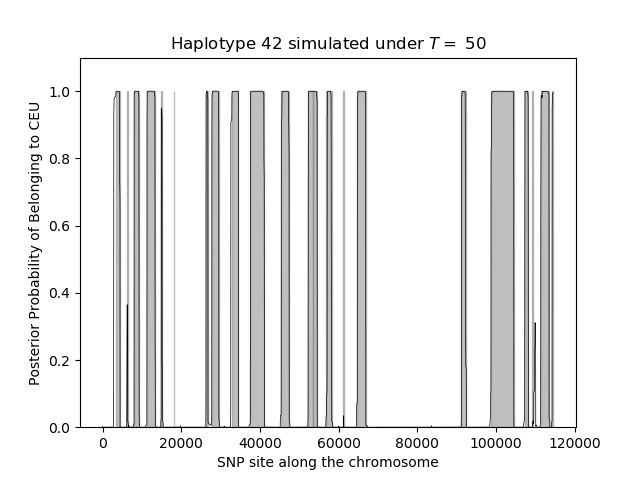 Haplotype 42 simulated under T = 50
Posterior Probability of Belonging to CEU
1.0
0.8
0.6
0.4
0.2
0.0
0 20000 40000 60000 80000 100000 120000
SNP site along the chromosome